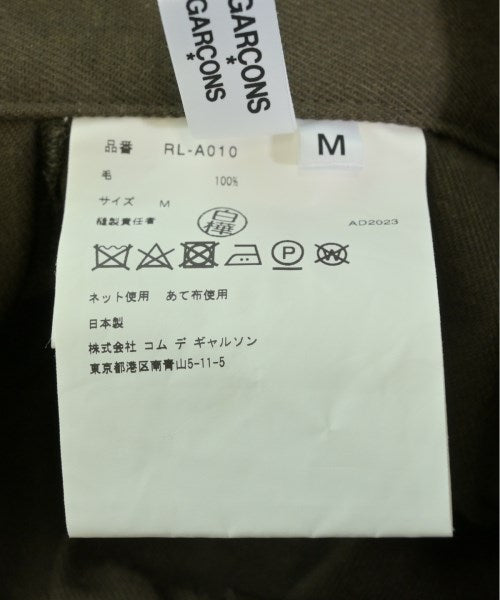 GARCONS
*
GARCONS
*
M
品番 RL-A010
毛 100%
サイズ M
縫製責任者 白樺 AD2023
P
W
ネット使用 あて布使用
日本製
株式会社 コム デ ギャルソン
東京都港区南青山5-11-5